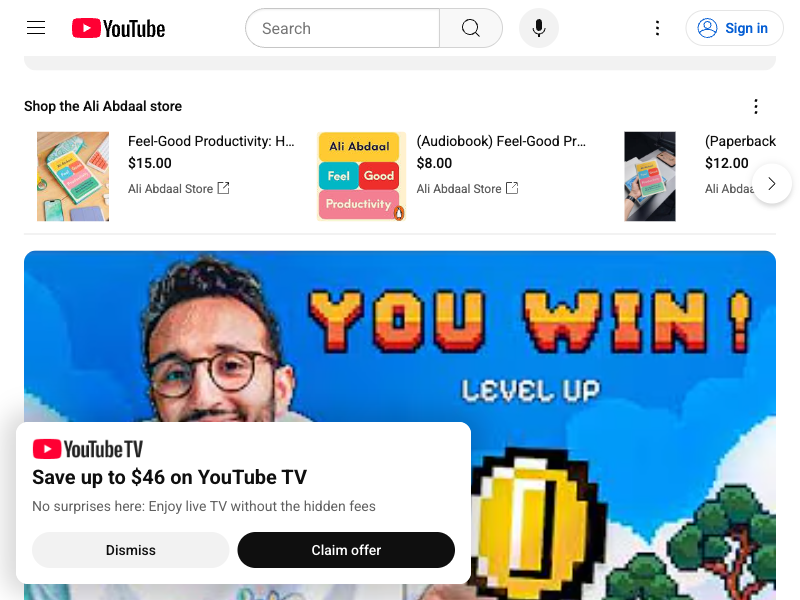 YouTube
Search
Sign in
Shop the Ali Abdaal store
Feel-Good Productivity: H...
$15.00
Ali Abdaal Store
Ali Abdaal
Feel Good
Productivity
(Audiobook) Feel-Good Pr...
$8.00
Ali Abdaal Store
(Paperback
$12.00
Ali Abdaa
YOU WIN!
LEVEL UP
YouTube TV
Save up to $46 on YouTube TV
No surprises here: Enjoy live TV without the hidden fees
Dismiss
Claim offer